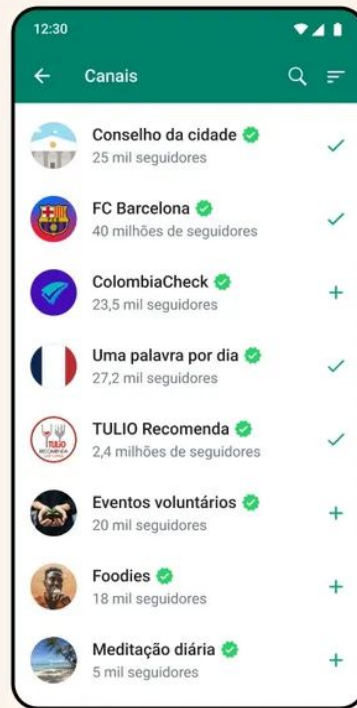 12:30
Canais
Conselho da cidade
25 mil seguidores
FC Barcelona
40 milhões de seguidores
ColombiaCheck
23,5 mil seguidores
Uma palavra por dia
27,2 mil seguidores
TULIO Recomenda
2,4 milhões de seguidores
Eventos voluntários
20 mil seguidores
Foodies
18 mil seguidores
Meditação diária
5 mil seguidores